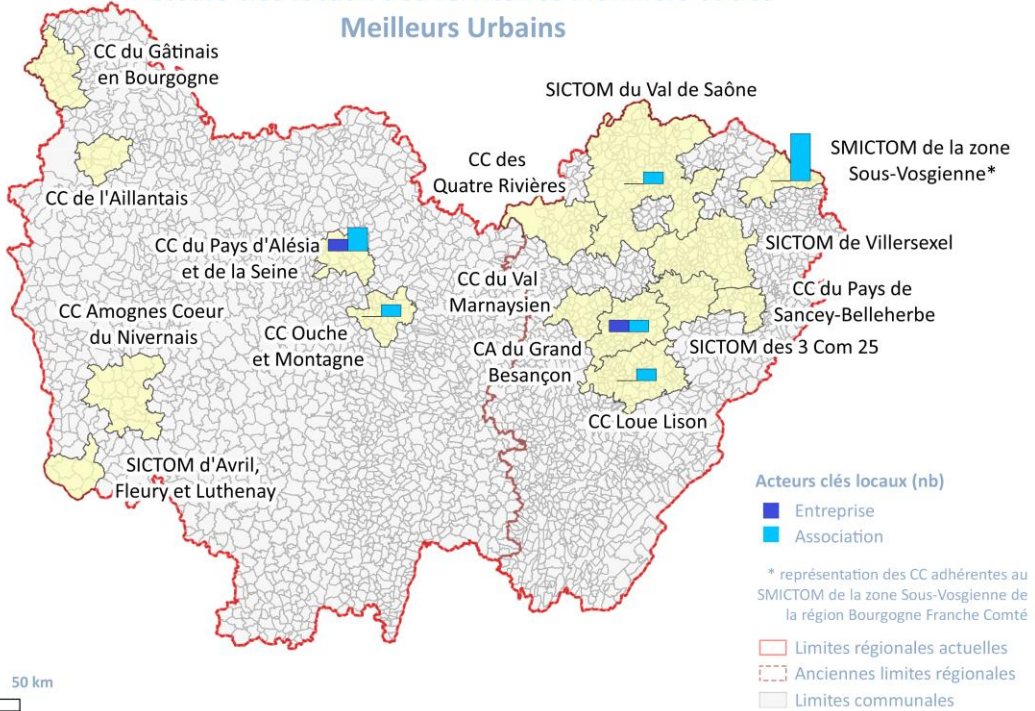 Meilleurs Urbains
CC du Gâtinais
en Bourgogne
SICTOM du Val de Saône
CC des
Quatre Rivières
SMICTOM de la zone
Sous-Vosgienne*
CC de l'Aillantais
CC du Pays d'Alésia
et de la Seine
SICTOM de Villersexel
CC du Val
Marnaysien
CC du Pays de
Sancey-Belleherbe
CC Amognes Coeur
du Nivernais
CC Ouche
et Montagne
CA du Grand
Besançon
SICTOM des 3 Com 25
CC Loue Lison
SICTOM d'Avril,
Fleury et Luthenay
Acteurs clés locaux (nb)
Entreprise
Association
* représentation des CC adhérentes au
SMICTOM de la zone Sous-Vosgienne de
la région Bourgogne Franche Comté
Limites régionales actuelles
Anciennes limites régionales
Limites communales
50 km